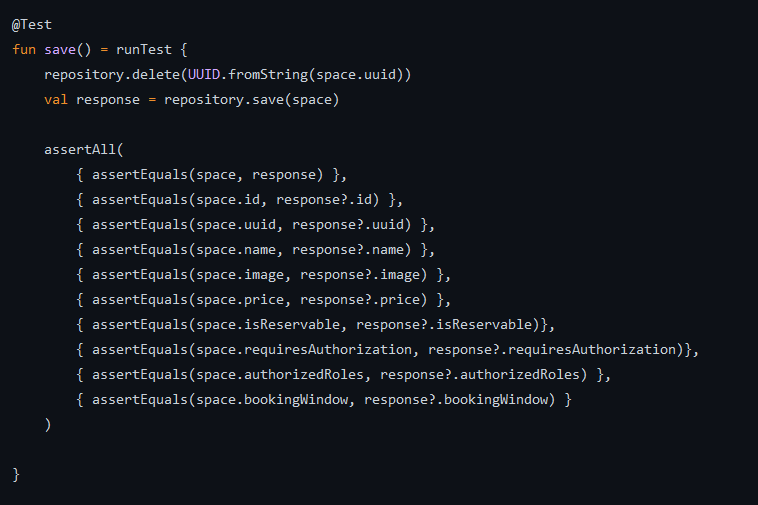 @Test
fun save() = runTest {
    repository.delete(UUID.fromString(space.uuid))
    val response = repository.save(space)

    assertAll(
        { assertEquals(space, response) },
        { assertEquals(space.id, response?.id) },
        { assertEquals(space.uuid, response?.uuid) },
        { assertEquals(space.name, response?.name) },
        { assertEquals(space.image, response?.image) },
        { assertEquals(space.price, response?.price) },
        { assertEquals(space.isReservable, response?.isReservable)},
        { assertEquals(space.requiresAuthorization, response?.requiresAuthorization)},
        { assertEquals(space.authorizedRoles, response?.authorizedRoles) },
        { assertEquals(space.bookingWindow, response?.bookingWindow) }
    )

}